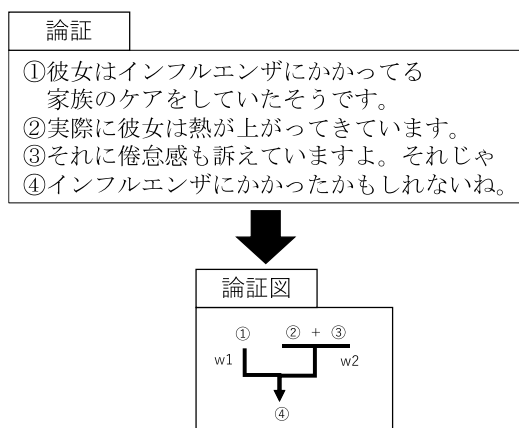 論証
①彼女はインフルエンザにかかってる
家族のケアをしていたそうです。
②実際に彼女は熱が上がってきています。
③それに倦怠感も訴えていますよ。それじゃ
④インフルエンザにかかったかもしれないね。
論証図
① ② + ③
w1 w2
④